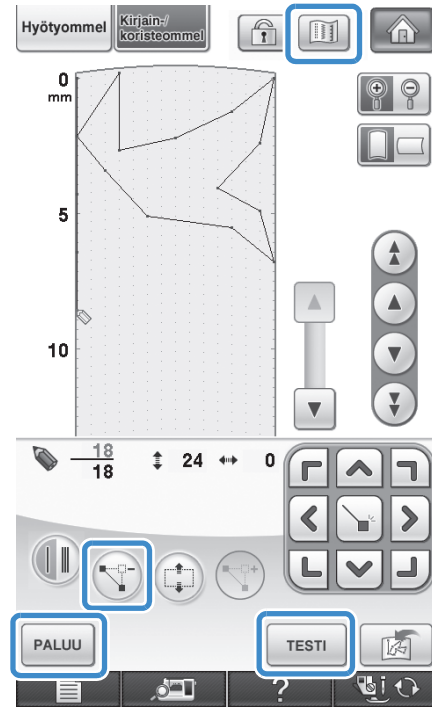 Hyötyommel
Kirjain-/
koristeommel
0
mm
5
10
18
18
24
0
PALUU
TESTI
?